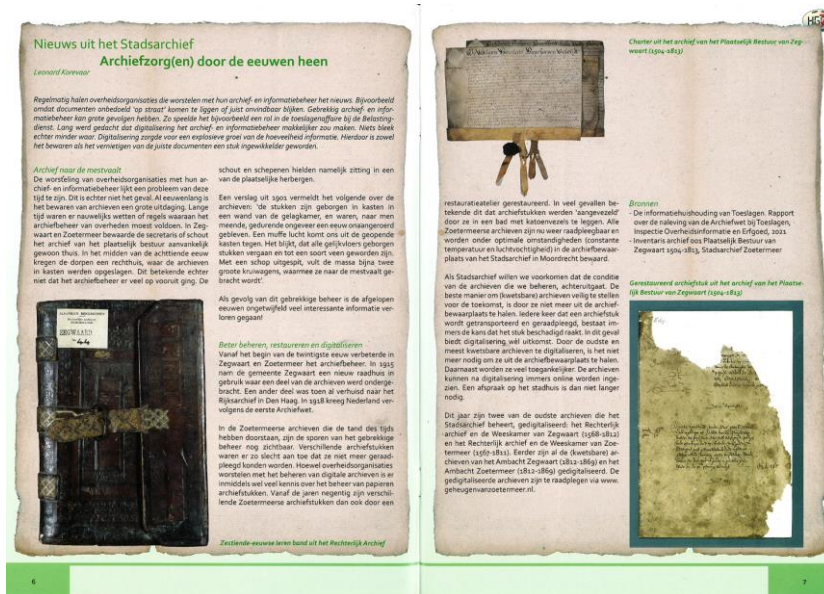 Nieuws uit het Stadsarchief
Archiefzorg(en) door de eeuwen heen
Leonard Korevaar
Regelmatig halen overheidsorganisaties die worstelen met hun archief- en informatiebeheer het nieuws. Bijvoorbeeld
omdat documenten onbedoeld 'op straat' komen te liggen of juist onvindbaar blijken. Gebrekkig archief- en infor-
matiebeheer kan grote gevolgen hebben. Zo speelde het bijvoorbeeld een rol in de toeslagenaffaire bij de Belasting-
dienst. Lang werd gedacht dat digitalisering het archief- en informatiebeheer makkelijker zou maken. Niets bleek
echter minder waar. Digitalisering zorgde voor een explosieve groei van de hoeveelheid informatie. Hierdoor is zowel
het bewaren als het vernietigen van de juiste documenten een stuk ingewikkelder geworden.
Archief naar de mestvaalt
De worsteling van overheidsorganisaties met hun ar-
chief- en informatiebeheer lijkt een probleem van deze
tijd te zijn. Dit is echter niet het geval. Al eeuwenlang is
het bewaren van archieven een grote uitdaging. Lange
tijd waren er nauwelijks wetten of regels waaraan het
archiefbeheer van overheden moest voldoen. In Zeg-
waart en Zoetermeer bewaarde de secretaris of schout
het archief van het plaatselijk bestuur aanvankelijk
gewoon thuis. In het midden van de achttiende eeuw
kregen de dorpen een rechthuis, waar de archieven
in kasten werden opgeslagen. Dit betekende echter
niet dat het archiefbeheer er veel op vooruit ging. De
schout en schepenen hielden namelijk zitting in een
van de plaatselijke herbergen.
Een verslag uit 1901 vermeldt het volgende over de
archieven: 'de stukken zijn geborgen in kasten in
een wand van de gelagkamer, en waren, naar men
meende, gedurende ongeveer een eeuw onaangeroerd
gebleven. Een muffe lucht komt ons uit de geopende
kasten tegen. Het blijkt, dat alle gelijkvloers geborgen
stukken vergaan en tot een soort veen geworden zijn.
Met een schop uitgespit, vult de massa bijna twee
groote kruiwagens, waarmee ze naar de mestvaalt ge-
bracht wordt'.
Als gevolg van dit gebrekkige beheer is de afgelopen
eeuwen ongetwijfeld veel interessante informatie ver-
loren gegaan!
Beter beheren, restaureren en digitaliseren
Vanaf het begin van de twintigste eeuw verbeterde in
Zegwaart en Zoetermeer het archiefbeheer. In 1915
nam de gemeente Zegwaart een nieuw raadhuis in
gebruik waar een deel van de archieven werd onderge-
bracht. Een ander deel was toen al verhuisd naar het
Rijksarchief in Den Haag. In 1918 kreeg Nederland ver-
volgens de eerste Archiefwet.
In de Zoetermeerse archieven die de tand des tijds
hebben doorstaan, zijn de sporen van het gebrekkige
beheer nog zichtbaar. Verschillende archiefstukken
waren er zo slecht aan toe dat ze niet meer geraad-
pleegd konden worden. Hoewel overheidsorganisaties
worstelen met het beheren van digitale archieven is er
inmiddels wel veel kennis over het beheer van papieren
archiefstukken. Vanaf de jaren negentig zijn verschil-
lende Zoetermeerse archiefstukken dan ook door een
ZEGWAARD
44
Zestiende-eeuwse leren band uit het Rechterlijk Archief
6
HG
Charter uit het archief van het Plaatselijk Bestuur van Zeg-
waart (1504-1813)
restauratieatelier gerestaureerd. In veel gevallen be-
tekende dit dat archiefstukken werden 'aangevezeld'
door ze in een bad met katoenvezels te leggen. Alle
Zoetermeerse archieven zijn nu weer raadpleegbaar en
worden onder optimale omstandigheden (constante
temperatuur en luchtvochtigheid) in de archiefbewaar-
plaats van het Stadsarchief in Moordrecht bewaard.
Als Stadsarchief willen we voorkomen dat de conditie
van de archieven die we beheren, achteruitgaat. De
beste manier om (kwetsbare) archieven veilig te stellen
voor de toekomst, is door ze niet meer uit de archief-
bewaarplaats te halen. Iedere keer dat een archiefstuk
wordt getransporteerd en geraadpleegd, bestaat im-
mers de kans dat het stuk beschadigd raakt. In dit geval
biedt digitalisering wél uitkomst. Door de oudste en
meest kwetsbare archieven te digitaliseren, is het niet
meer nodig om ze uit de archiefbewaarplaats te halen.
Daarnaast worden ze veel toegankelijker. De archieven
kunnen na digitalisering immers online worden inge-
zien. Een afspraak op het stadhuis is dan niet langer
nodig.
Dit jaar zijn twee van de oudste archieven die het
Stadsarchief beheert, gedigitaliseerd: het Rechterlijk
archief en de Weeskamer van Zegwaart (1568-1812)
en het Rechterlijk archief en de Weeskamer van Zoe-
termeer (1567-1811). Eerder zijn al de (kwetsbare) ar-
chieven van het Ambacht Zegwaart (1812-1869) en het
Ambacht Zoetermeer (1812-1869) gedigitaliseerd. De
gedigitaliseerde archieven zijn te raadplegen via www.
geheugenvanzoetermeer.nl.
Bronnen
- De informatiehuishouding van Toeslagen. Rapport
over de naleving van de Archiefwet bij Toeslagen,
Inspectie Overheidsinformatie en Erfgoed, 2021
- Inventaris archief 001 Plaatselijk Bestuur van
Zegwaart 1504-1813, Stadsarchief Zoetermeer
Gerestaureerd archiefstuk uit het archief van het Plaatse-
lijk Bestuur van Zegwaart (1504-1813)
7